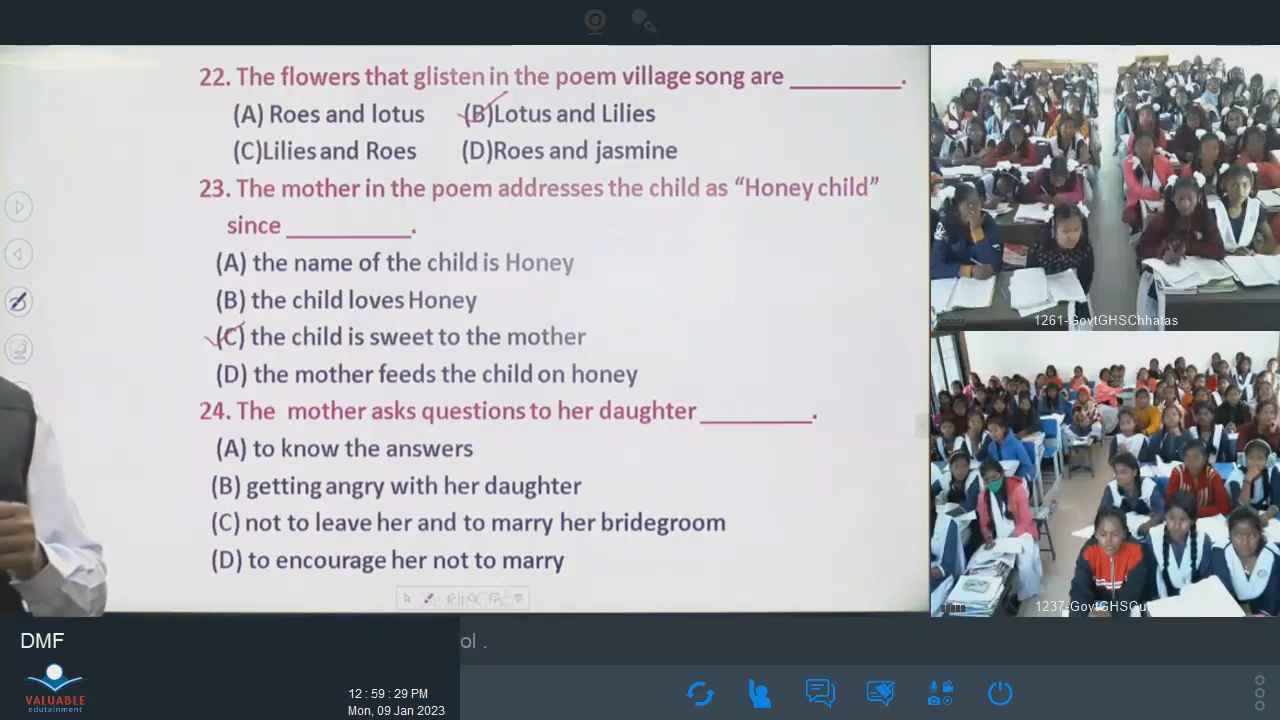 22. The flowers that glisten in the poem village song are _________.
(A) Roes and lotus (B)Lotus and Lilies
(C)Lilies and Roes (D)Roes and jasmine
23. The mother in the poem addresses the child as “Honey child”
since __________.
(A) the name of the child is Honey
(B) the child loves Honey
(C) the child is sweet to the mother
(D) the mother feeds the child on honey
24. The mother asks questions to her daughter _________.
(A) to know the answers
(B) getting angry with her daughter
(C) not to leave her and to marry her bridegroom
(D) to encourage her not to marry
1261-GovtGHSChhatas
1237-GovtGHSGu
DMF
ol .
VALUABLE
edutainment
12 : 59 : 29 PM
Mon, 09 Jan 2023